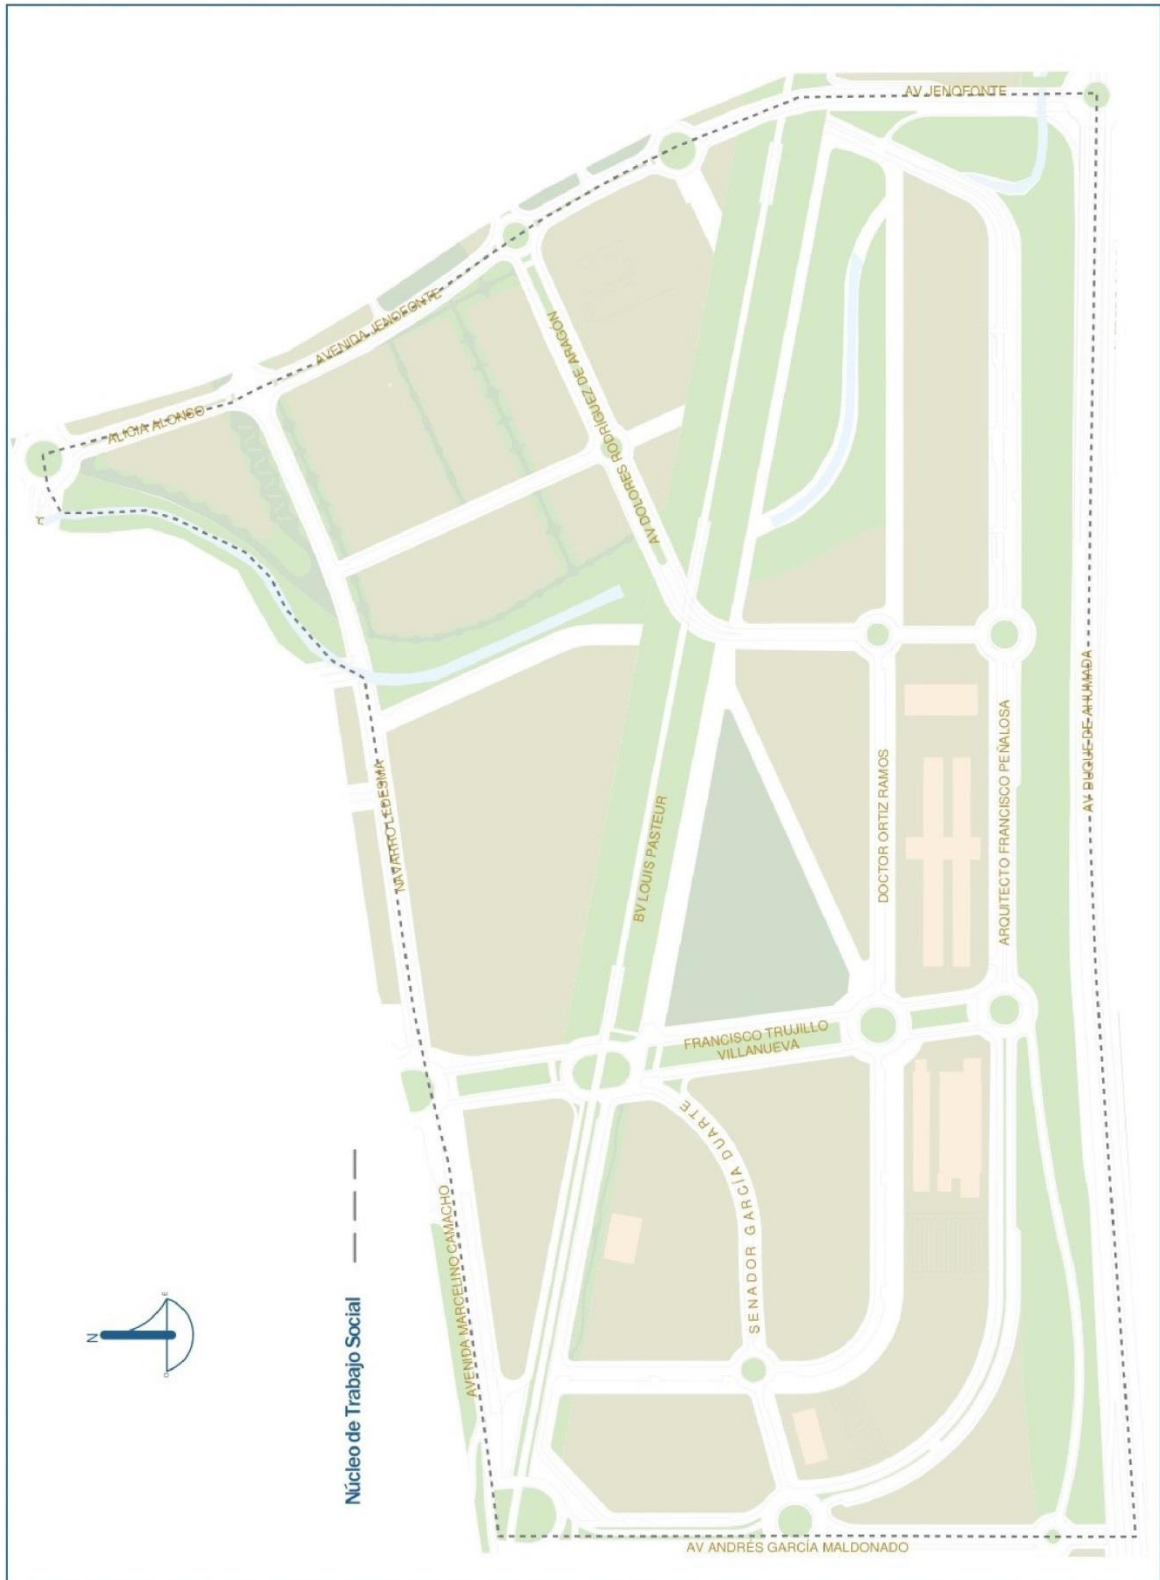 AV JENOFONTE
AVENIDA JENOFONTE
ALICIA ALONSO
AV DOLORES RODRÍGUEZ DE ARAGÓN
AV DUQUE DE AHUMADA
NAVARRO LEDESMA
DOCTOR ORTIZ RAMOS
ARQUITECTO FRANCISCO PEÑALOSA
BV LOUIS PASTEUR
FRANCISCO TRUJILLO
VILLANUEVA
SENADOR GARCÍA DUARTE
AVENIDA MARCELINO CAMACHO
N
E
O
Núcleo de Trabajo Social
AV ANDRÉS GARCÍA MALDONADO